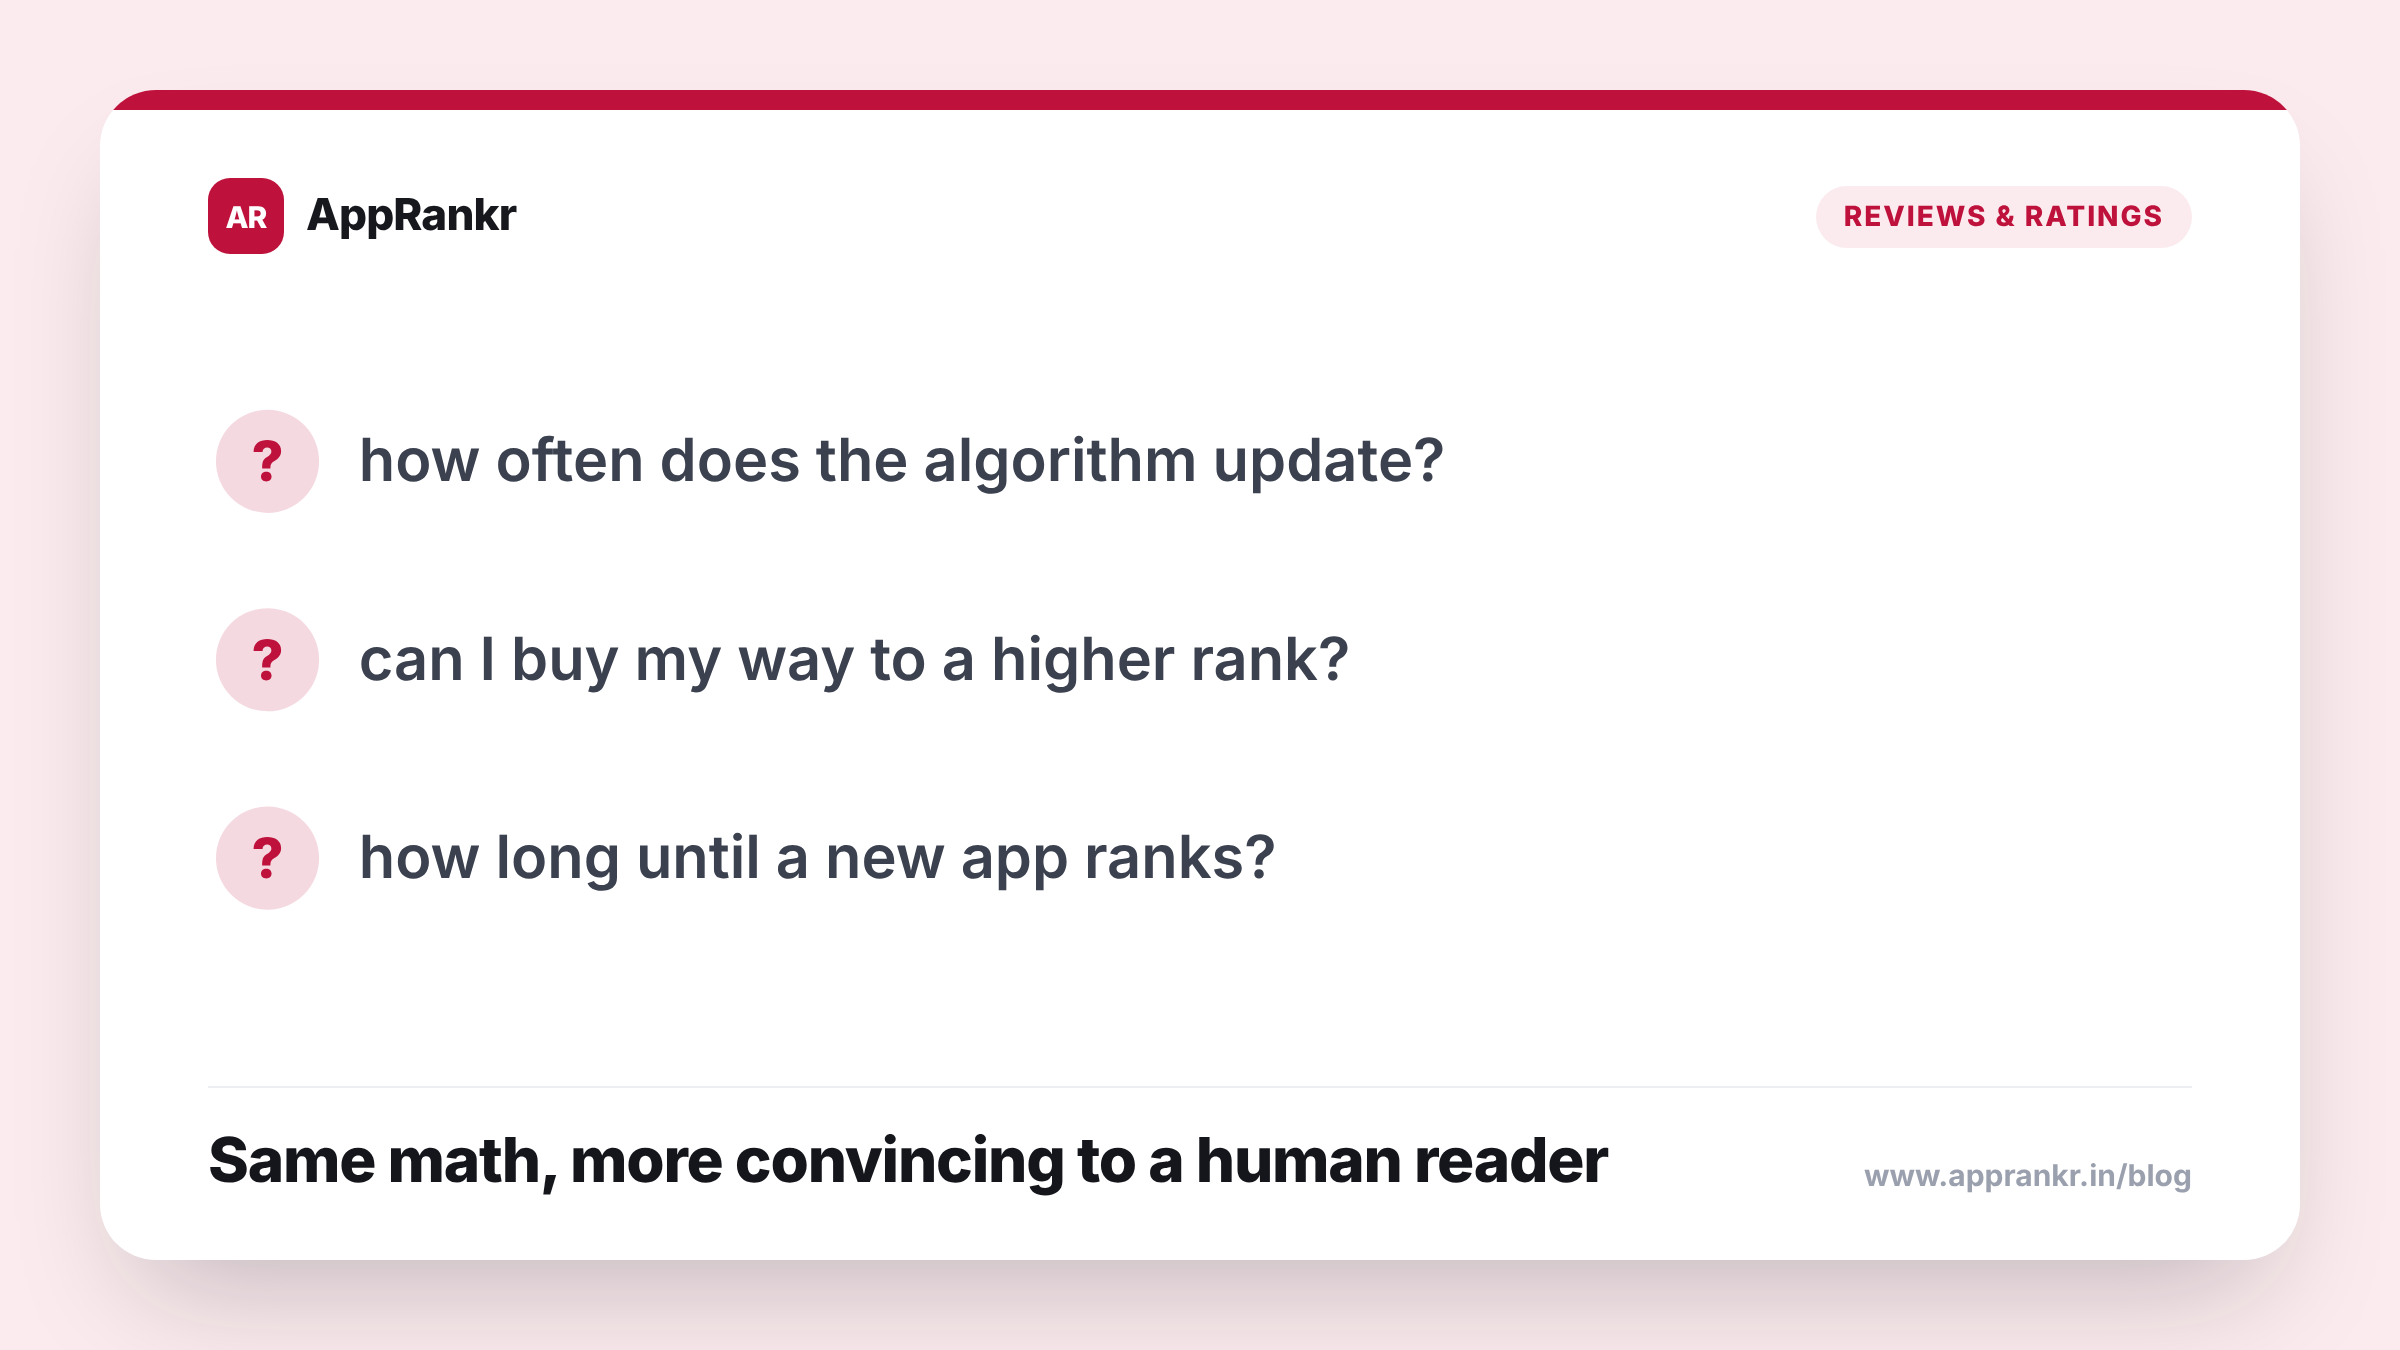 AR AppRankr
REVIEWS & RATINGS
? how often does the algorithm update?
? can I buy my way to a higher rank?
? how long until a new app ranks?
Same math, more convincing to a human reader
www.apprankr.in/blog